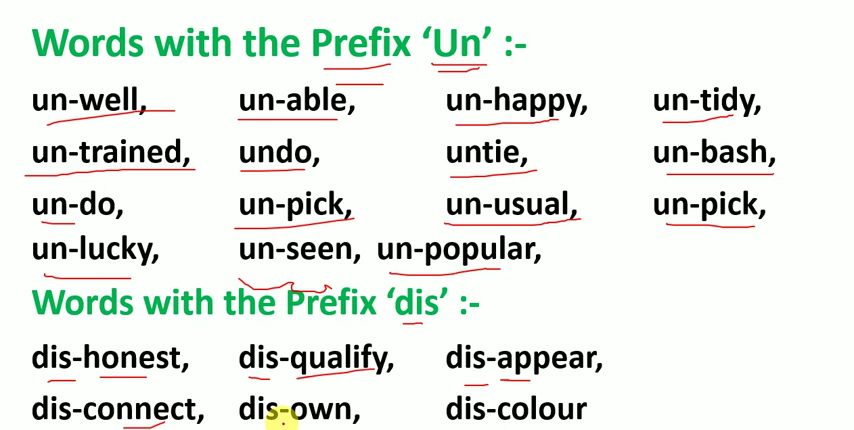 Words with the Prefix ‘Un’ :-
un-well, un-able, un-happy, un-tidy,
un-trained, undo, untie, un-bash,
un-do, un-pick, un-usual, un-pick,
un-lucky, un-seen, un-popular,
Words with the Prefix ‘dis’ :-
dis-honest, dis-qualify, dis-appear,
dis-connect, dis-own, dis-colour